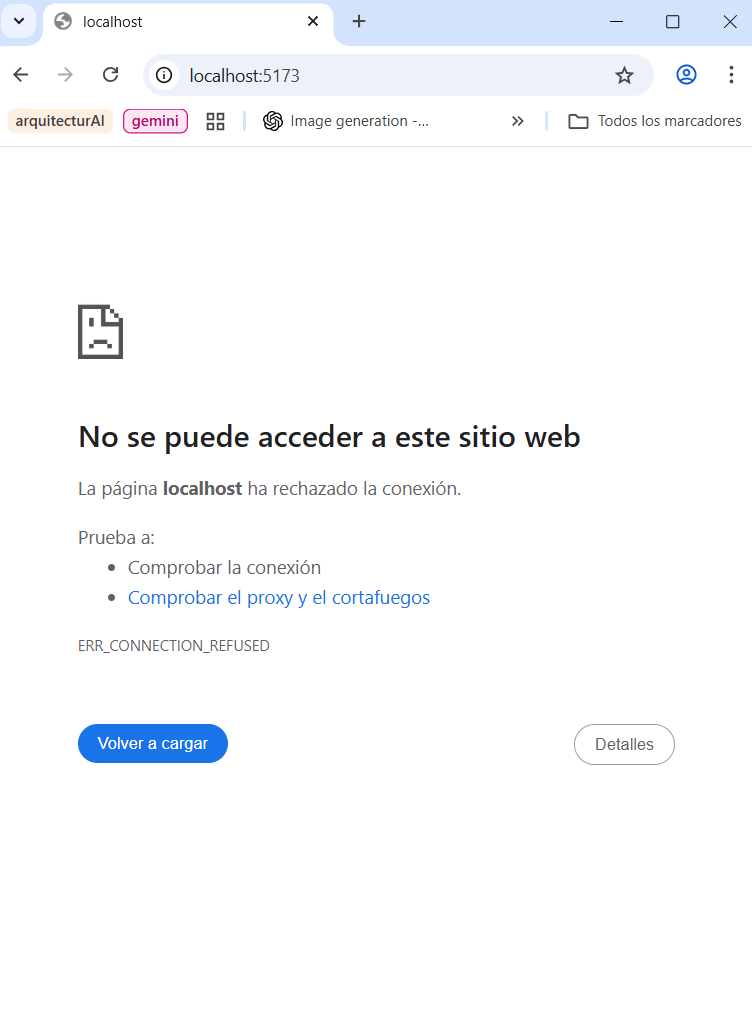 localhost
localhost:5173
arquitecturAI
gemini
Image generation -...
Todos los marcadores
No se puede acceder a este sitio web
La página localhost ha rechazado la conexión.
Prueba a:
Comprobar la conexión
Comprobar el proxy y el cortafuegos
ERR_CONNECTION_REFUSED
Volver a cargar
Detalles